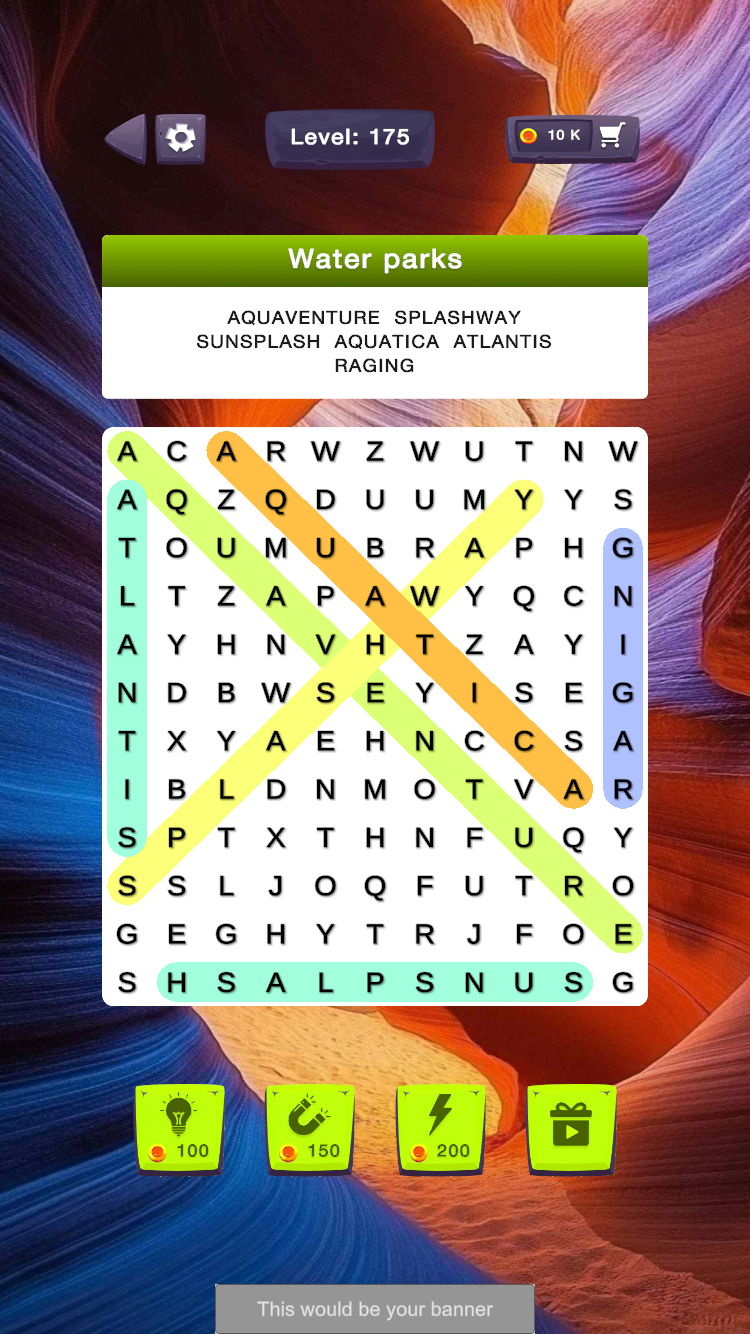 Level: 175
10 K
Water parks
AQUAVENTURE SPLASHWAY
SUNSPLASH AQUATICA ATLANTIS
RAGING
A C A R W Z W U T N W
A Q Z Q D U U M Y Y S
T O U M U B R A P H G
L T Z A P A W Y Q C N
A Y H N V H T Z A Y I
N D B W S E Y I S E G
T X Y A E H N C C S A
I B L D N M O T V A R
S P T X T H N F U Q Y
S S L J O Q F U T R O
G E G H Y T R J F O E
S H S A L P S N U S G
100 150 200
This would be your banner